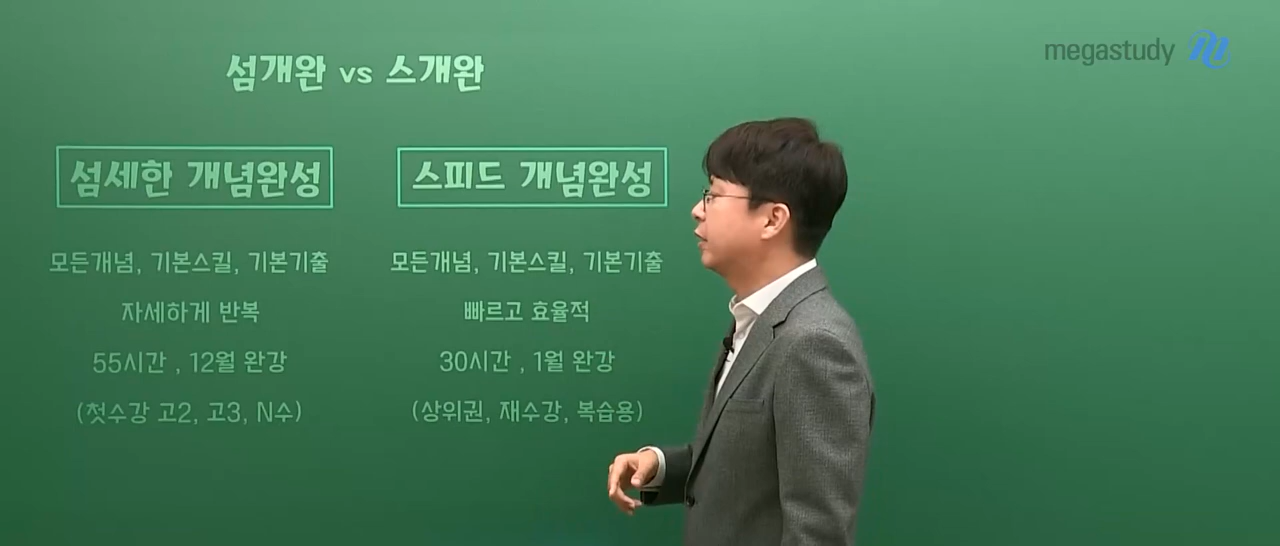 megastudy
섬개완 vs 스개완
섬세한 개념완성
모든개념, 기본스킬, 기본기출
자세하게 반복
55시간 , 12월 완강
(첫수강 고2, 고3, N수)
스피드 개념완성
모든개념, 기본스킬, 기본기출
빠르고 효율적
30시간 , 1월 완강
(상위권, 재수강, 복습용)